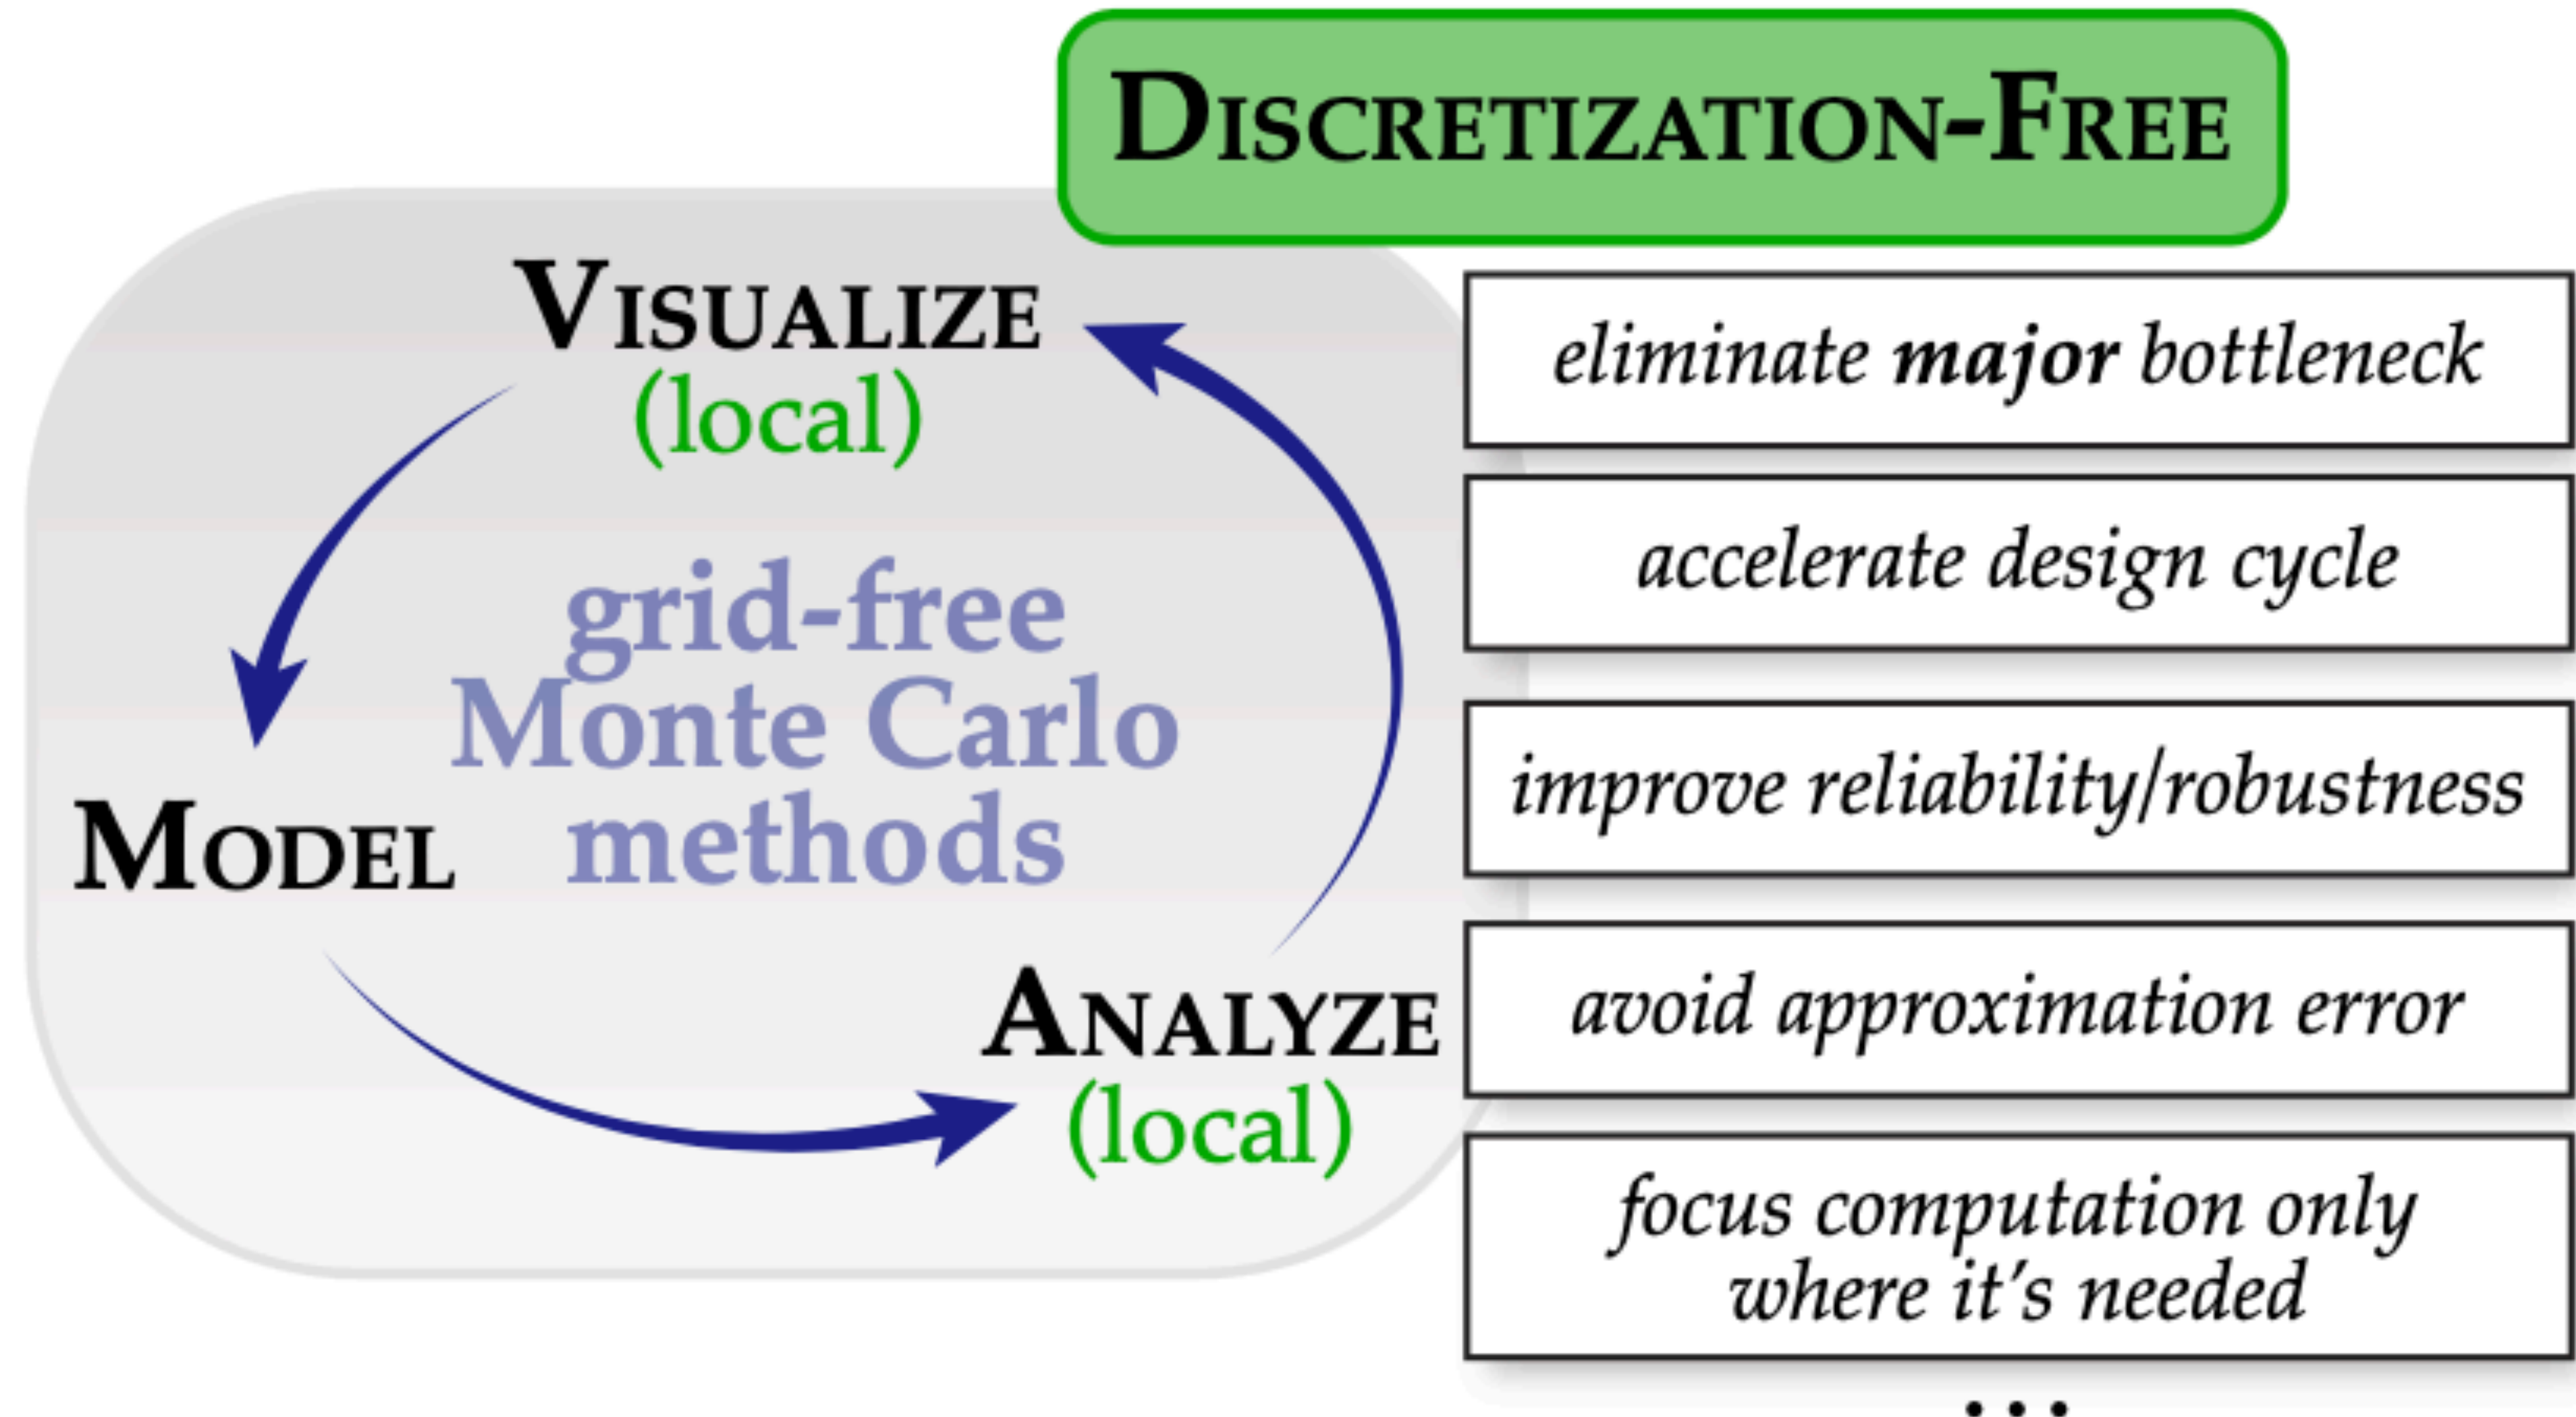 Discretization-Free
Visualize
(local)
grid-free
Monte Carlo
methods
Model
Analyze
(local)
eliminate major bottleneck
accelerate design cycle
improve reliability/robustness
avoid approximation error
focus computation only
where it's needed
...